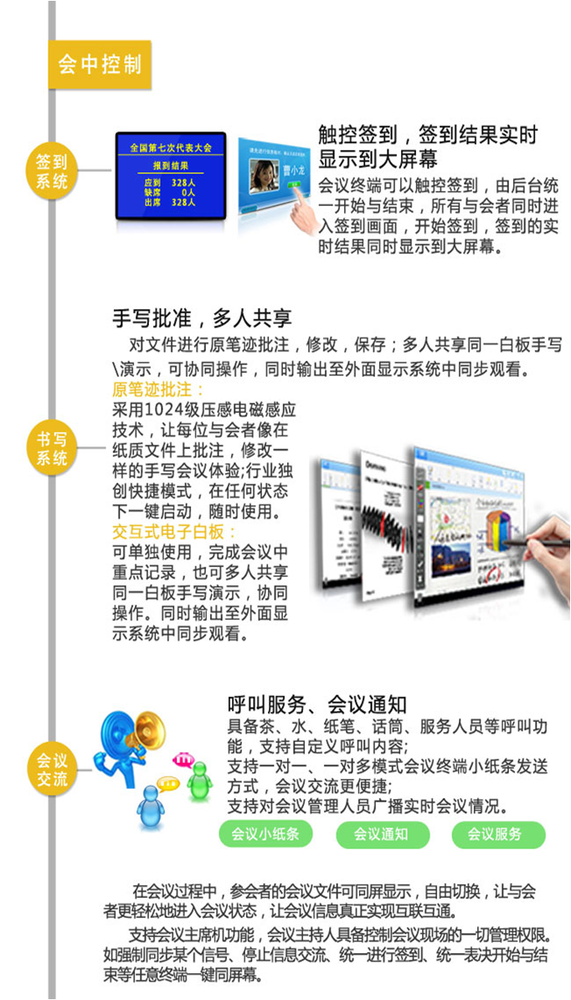 会中控制
签到
系统
全国第七次代表大会
报到结果
应到 328人
缺席 0人
出席 328人
曹小龙
触控签到，签到结果实时
显示到大屏幕
会议终端可以触控签到，由后台统
一开始与结束，所有与会者同时进
入签到画面，开始签到，签到的实
时结果同时显示到大屏幕。
手写批准，多人共享
对文件进行原笔迹批注，修改，保存；多人共享同一白板手写
\演示，可协同操作，同时输出至外面显示系统中同步观看。
书写
系统
原笔迹批注：
采用1024级压感电磁感应
技术，让每位与会者像在
纸质文件上批注，修改一
样的手写会议体验;行业独
创快捷模式，在任何状态
下一键启动，随时使用。
交互式电子白板：
可单独使用，完成会议中
重点记录，也可多人共享
同一白板手写演示，协同
操作。同时输出至外面显
示系统中同步观看。
会议
交流
呼叫服务、会议通知
具备茶、水、纸笔、话筒、服务人员等呼叫功
能，支持自定义呼叫内容;
支持一对一、一对多模式会议终端小纸条发送
方式，会议交流更便捷;
支持对会议管理人员广播实时会议情况。
会议小纸条 会议通知 会议服务
在会议过程中，参会者的会议文件可同屏显示，自由切换，让与会
者更轻松地进入会议状态，让会议信息真正实现互联互通。
支持会议主席机功能，会议主持人具备控制会议现场的一切管理权限。
如强制同步某个信号、停止信息交流、统一进行签到、统一表决开始与结
束等任意终端一键同屏幕。